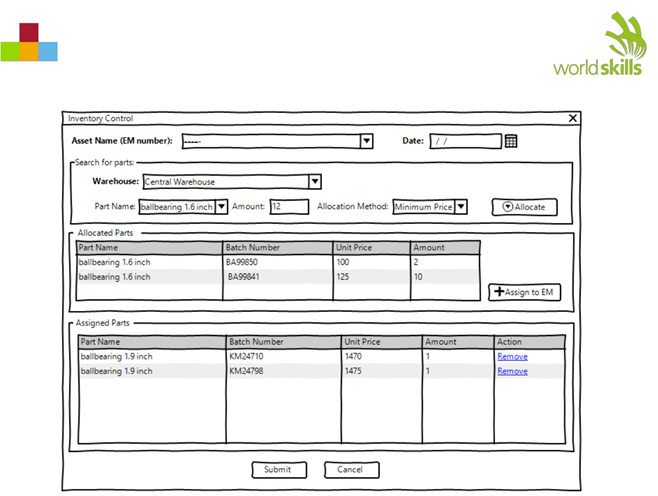 worldskills
Inventory Control
Asset Name (EM number): -----
Date: / /
Search for parts:
Warehouse: Central Warehouse
Part Name: ballbearing 1.6 inch Amount: 12 Allocation Method: Minimum Price Allocate
Allocated Parts
Part Name Batch Number Unit Price Amount
ballbearing 1.6 inch BA99850 100 2
ballbearing 1.6 inch BA99841 125 10
Assign to EM
Assigned Parts
Part Name Batch Number Unit Price Amount Action
ballbearing 1.9 inch KM24710 1470 1 Remove
ballbearing 1.9 inch KM24798 1475 1 Remove
Submit Cancel